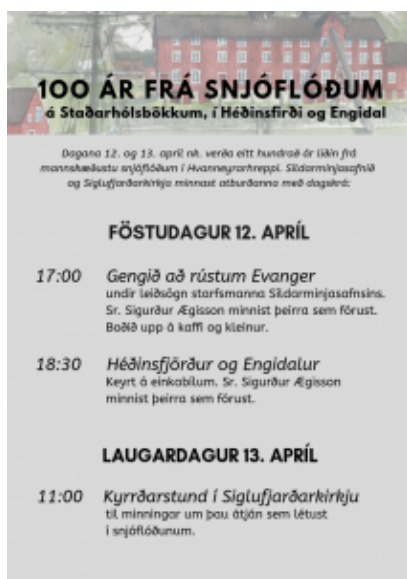 100 ÁR FRÁ SNJÓFLÓÐUM
á Staðarhólsbökkum, í Héðinsfirði og Engidal
Dagana 12. og 13. apríl nk. verða eitt hundrað ár liðin frá
mannskæðustu snjóflóðum í Hvanneyrarhreppi. Síldarminjasafnið
og Siglufjarðarkirkja minnast atburðanna með dagskrá:
FÖSTUDAGUR 12. APRÍL
17:00 Gengið að rústum Evanger
undir leiðsögn starfsmanna Síldarminjasafnsins.
Sr. Sigurður Ægisson minnist þeirra sem fórust.
Boðið upp á kaffi og kleinur.
18:30 Héðinsfjörður og Engidalur
Keyrt á einkabílum. Sr. Sigurður Ægisson
minnist þeirra sem fórust.
LAUGARDAGUR 13. APRÍL
11:00 Kyrrðarstund í Siglufjarðarkirkju
til minningar um þau átján sem létust
í snjóflóðunum.